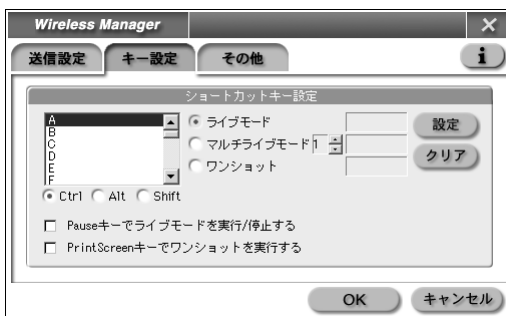 Wireless Manager
送信設定 キー設定 その他 i
ショートカットキー設定
A
B
C
D
E
F
ライブモード
マルチライブモード 1
ワンショット
設定
クリア
Ctrl Alt Shift
Pauseキーでライブモードを実行/停止する
PrintScreenキーでワンショットを実行する
OK キャンセル